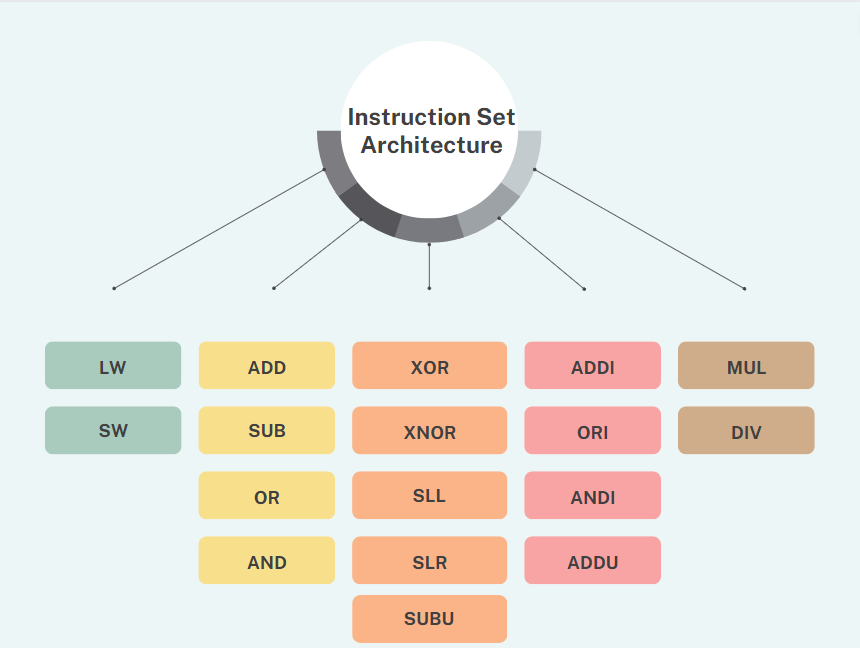 Instruction Set
Architecture
LW
SW
ADD
SUB
OR
AND
XOR
XNOR
SLL
SLR
SUBU
ADDI
ORI
ANDI
ADDU
MUL
DIV